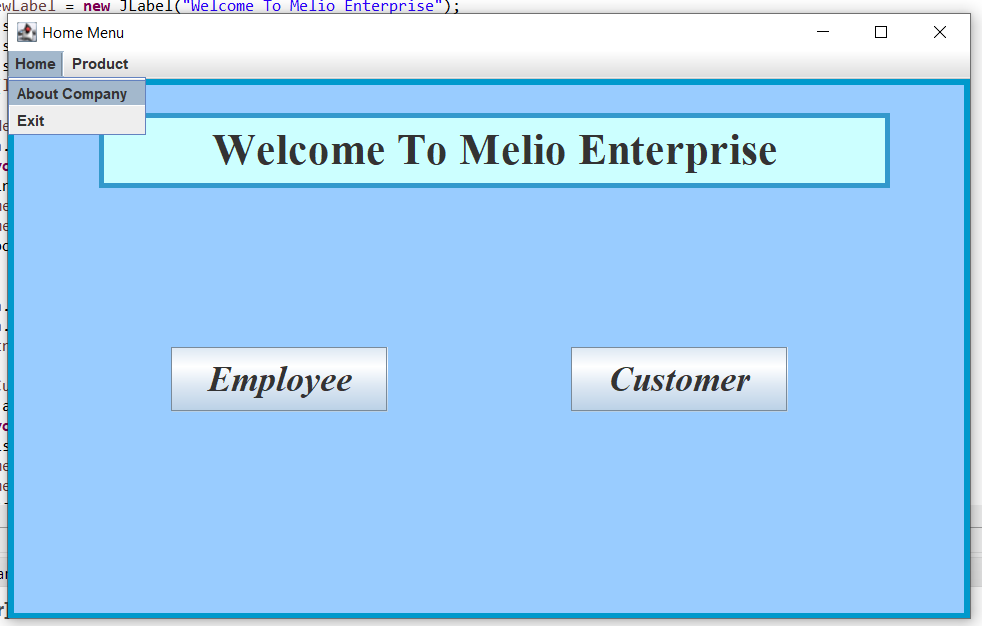 = new JLabel("Welcome To Melio Enterprise");
Home Menu
Home Product
About Company
Exit
Welcome To Melio Enterprise
Employee Customer